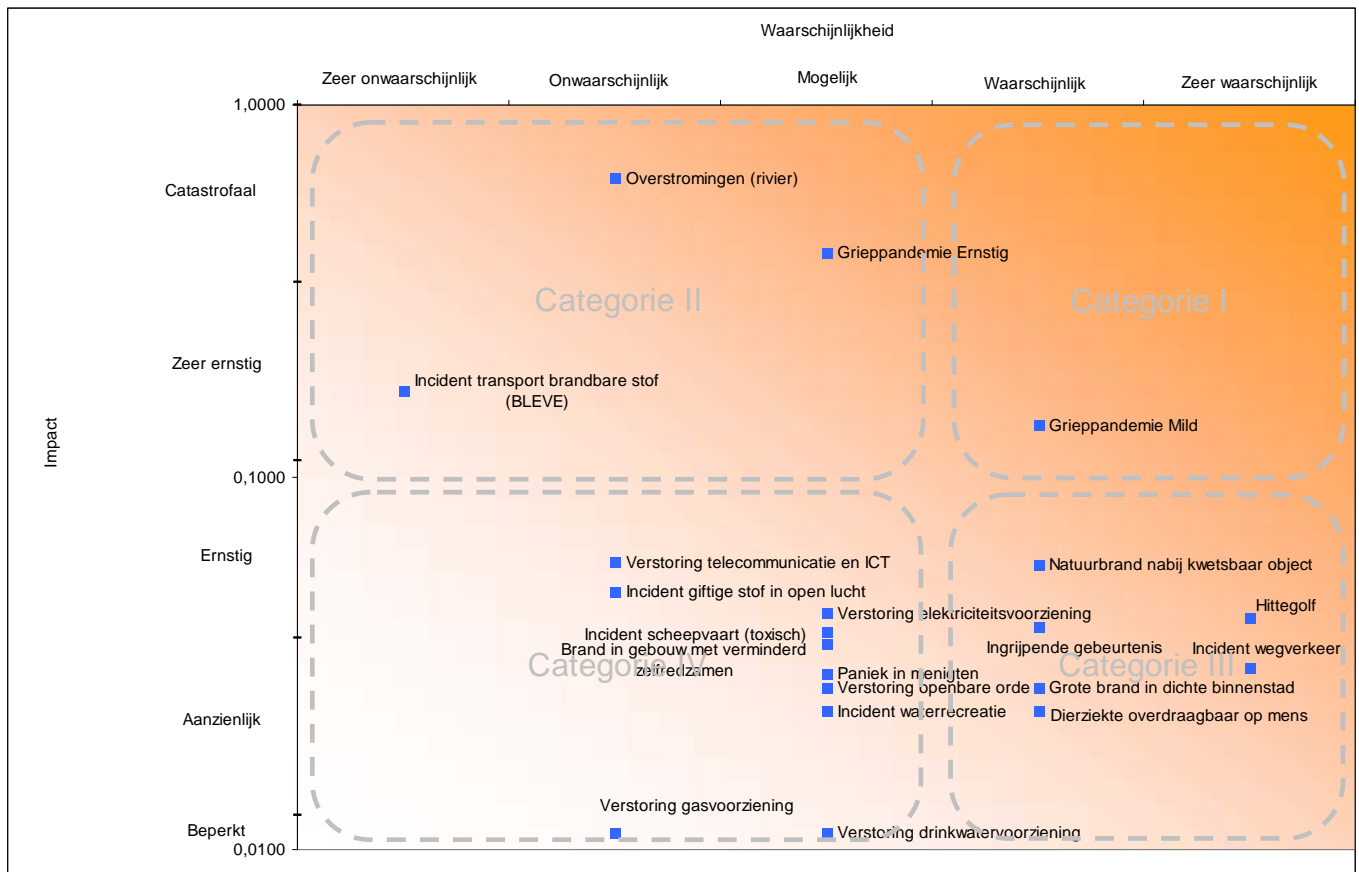 Waarschijnlijkheid
Zeer onwaarschijnlijk
Onwaarschijnlijk
Mogelijk
Waarschijnlijk
Zeer waarschijnlijk
1,0000
Catastrofaal
Overstromingen (rivier)
Grieppandemie Ernstig
Categorie II
Categorie I
Zeer ernstig
Incident transport brandbare stof
(BLEVE)
Grieppandemie Mild
Impact
0,1000
Ernstig
Verstoring telecommunicatie en ICT
Natuurbrand nabij kwetsbaar object
Incident giftige stof in open lucht
Hittegolf
Verstoring elektriciteitsvoorziening
Incident scheepvaart (toxisch)
Ingrijpende gebeurtenis
Incident wegverkeer
Brand in gebouw met verminderd
zelfredzamen
Categorie IV
Categorie III
Paniek in menigten
Verstoring openbare orde
Grote brand in dichte binnenstad
Aanzienlijk
Incident waterrecreatie
Dierziekte overdraagbaar op mens
Verstoring gasvoorziening
Beperkt
Verstoring drinkwatervoorziening
0,0100